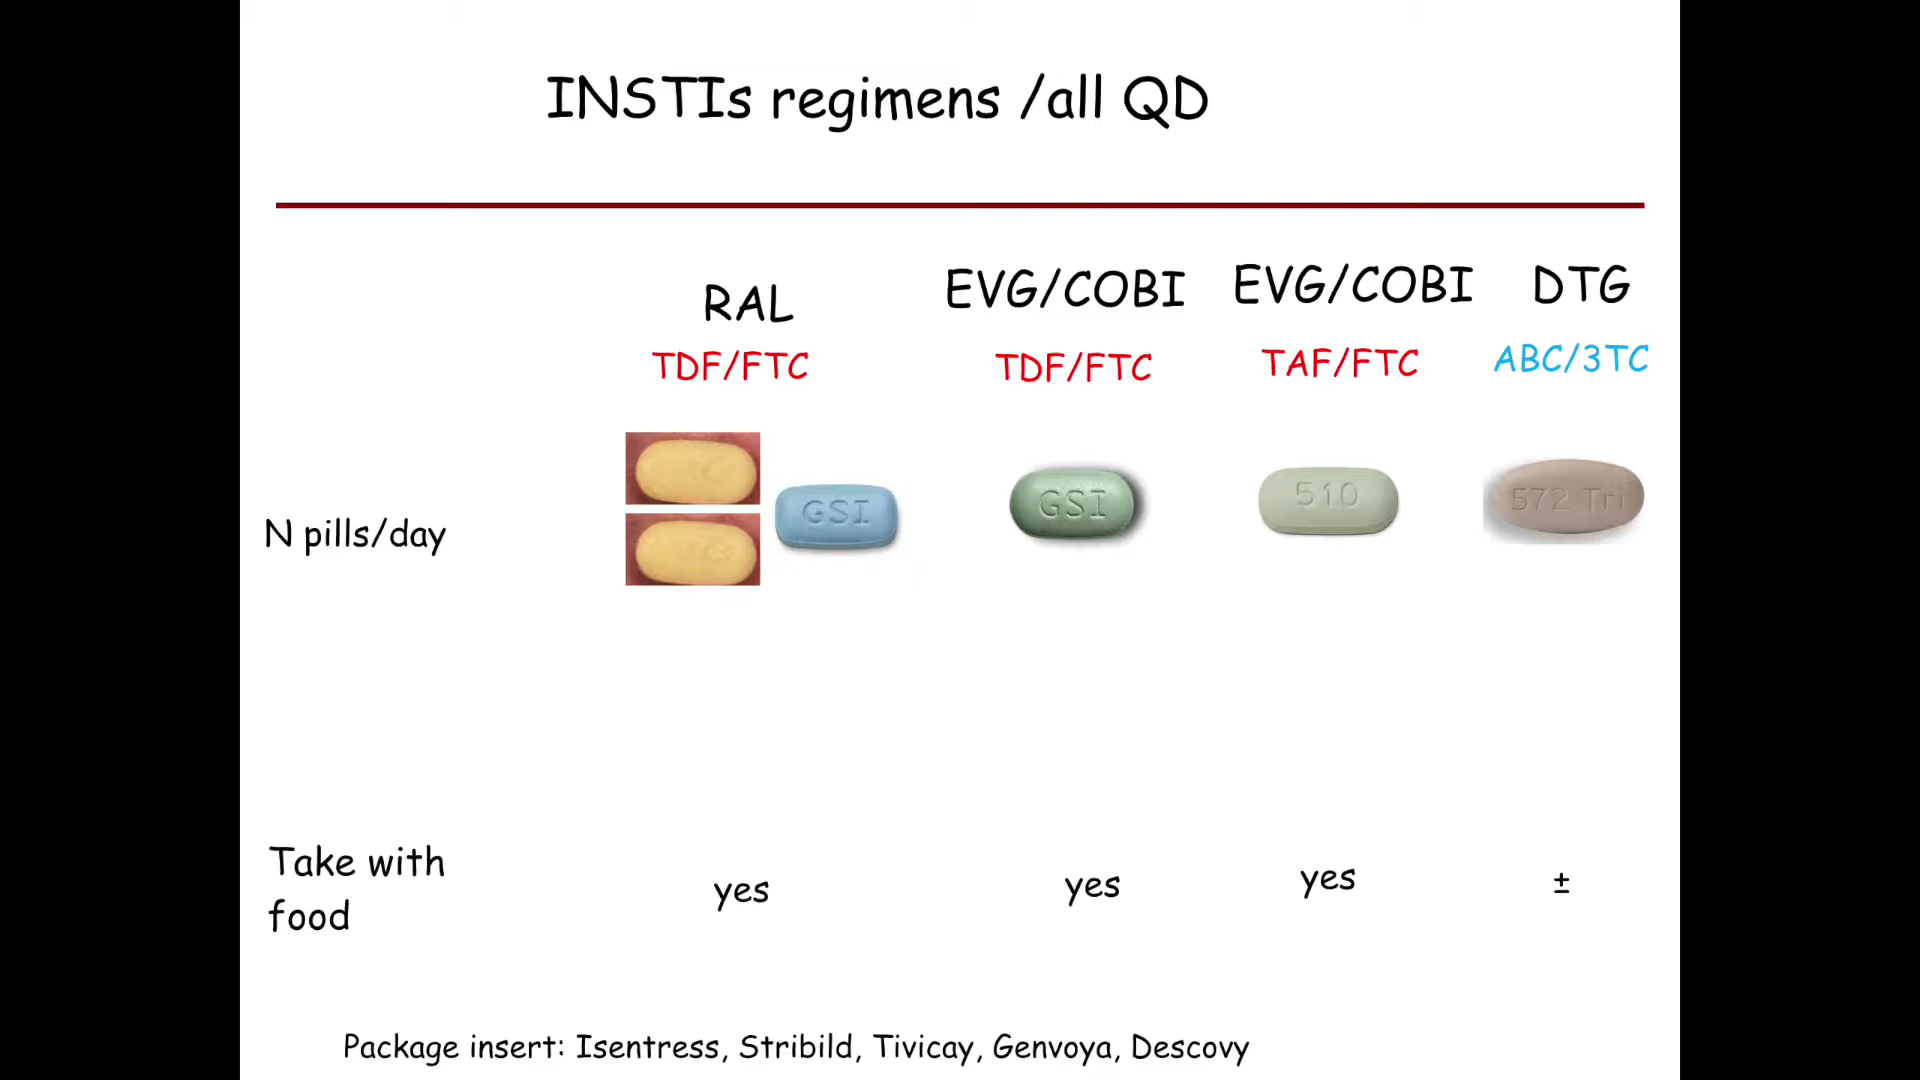 INSTIs regimens /all QD
RAL EVG/COBI EVG/COBI DTG
TDF/FTC TDF/FTC TAF/FTC ABC/3TC
GSI GSI 510 572 Tri
N pills/day
Take with
food
yes yes yes ±
Package insert: Isentress, Stribild, Tivicay, Genvoya, Descovy